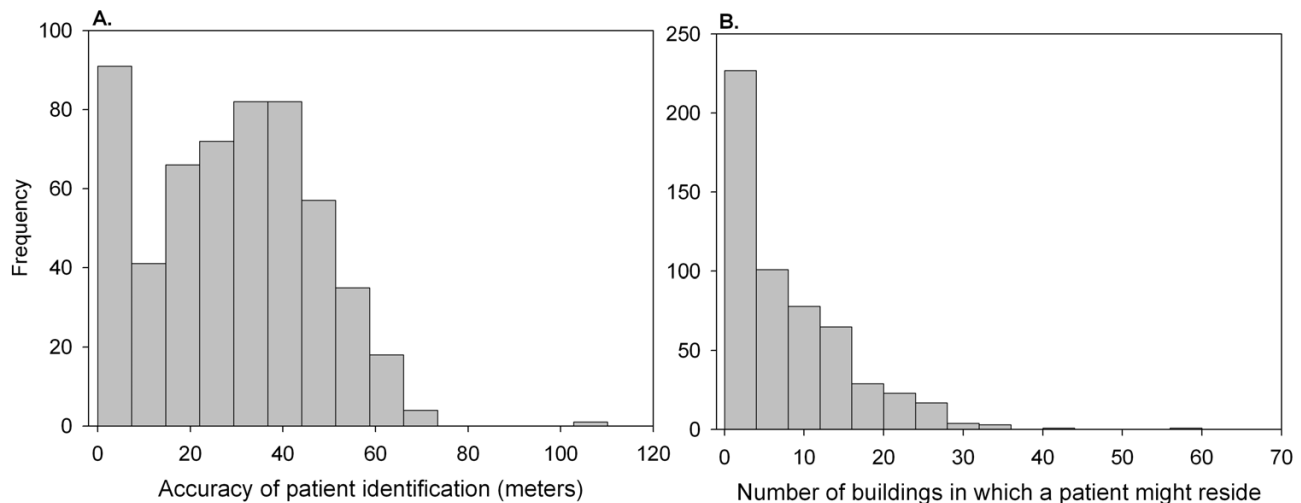 A.
100
80
60
40
20
0
Frequency
0 20 40 60 80 100 120
Accuracy of patient identification (meters)
B.
250
200
150
100
50
0
0 10 20 30 40 50 60 70
Number of buildings in which a patient might reside